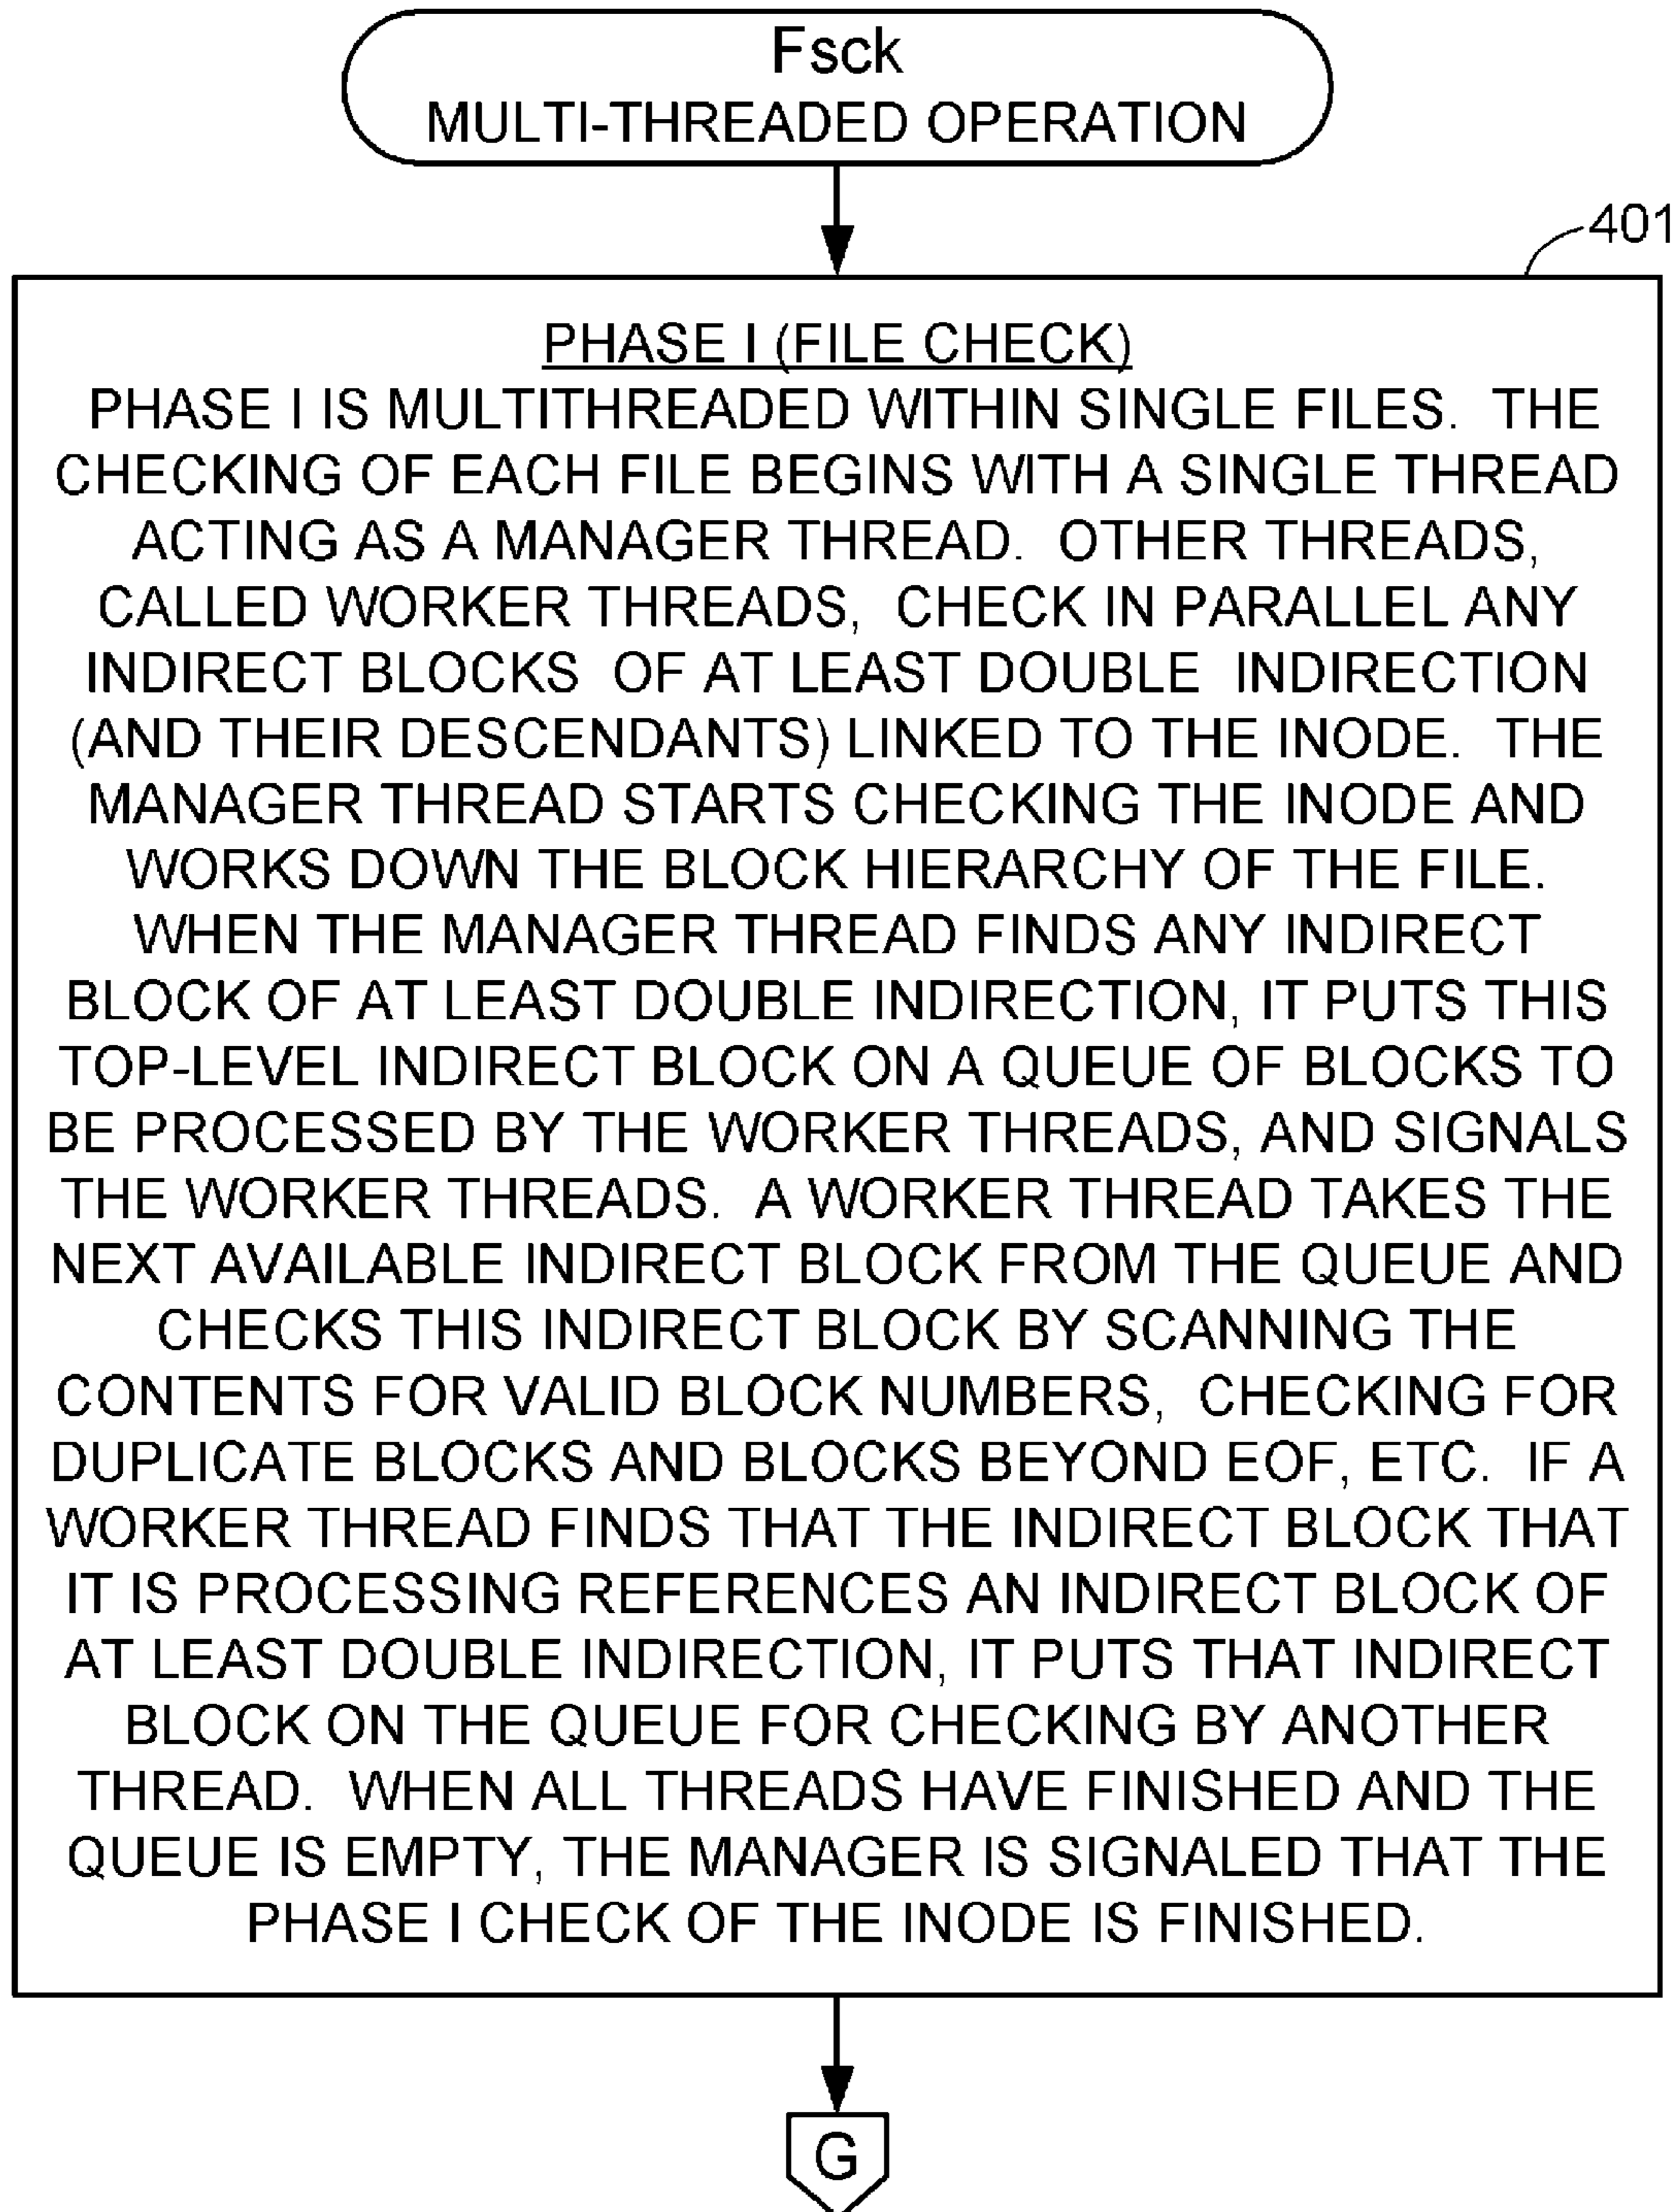 Fsck
MULTI-THREADED OPERATION
401
PHASE I (FILE CHECK)
PHASE I IS MULTITHREADED WITHIN SINGLE FILES. THE
CHECKING OF EACH FILE BEGINS WITH A SINGLE THREAD
ACTING AS A MANAGER THREAD. OTHER THREADS,
CALLED WORKER THREADS, CHECK IN PARALLEL ANY
INDIRECT BLOCKS OF AT LEAST DOUBLE INDIRECTION
(AND THEIR DESCENDANTS) LINKED TO THE INODE. THE
MANAGER THREAD STARTS CHECKING THE INODE AND
WORKS DOWN THE BLOCK HIERARCHY OF THE FILE.
WHEN THE MANAGER THREAD FINDS ANY INDIRECT
BLOCK OF AT LEAST DOUBLE INDIRECTION, IT PUTS THIS
TOP-LEVEL INDIRECT BLOCK ON A QUEUE OF BLOCKS TO
BE PROCESSED BY THE WORKER THREADS, AND SIGNALS
THE WORKER THREADS. A WORKER THREAD TAKES THE
NEXT AVAILABLE INDIRECT BLOCK FROM THE QUEUE AND
CHECKS THIS INDIRECT BLOCK BY SCANNING THE
CONTENTS FOR VALID BLOCK NUMBERS, CHECKING FOR
DUPLICATE BLOCKS AND BLOCKS BEYOND EOF, ETC. IF A
WORKER THREAD FINDS THAT THE INDIRECT BLOCK THAT
IT IS PROCESSING REFERENCES AN INDIRECT BLOCK OF
AT LEAST DOUBLE INDIRECTION, IT PUTS THAT INDIRECT
BLOCK ON THE QUEUE FOR CHECKING BY ANOTHER
THREAD. WHEN ALL THREADS HAVE FINISHED AND THE
QUEUE IS EMPTY, THE MANAGER IS SIGNALED THAT THE
PHASE I CHECK OF THE INODE IS FINISHED.
G